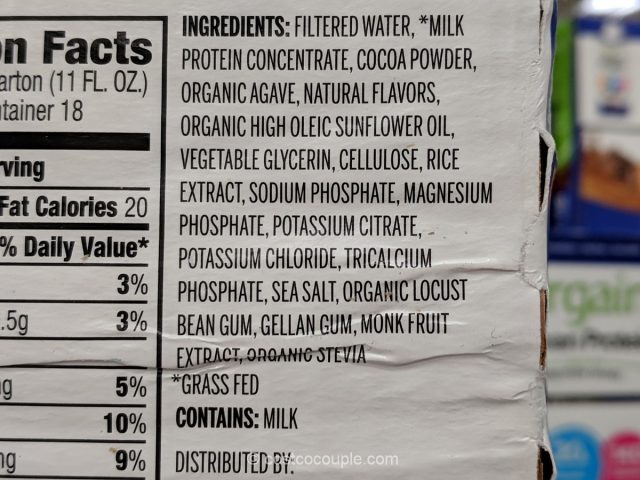 on Facts
arton (11 FL. OZ.)
ntainer 18
rving
Fat Calories 20
% Daily Value*
3%
.5g 3%
g 5%
10%
ng 9%
INGREDIENTS: FILTERED WATER, *MILK
PROTEIN CONCENTRATE, COCOA POWDER,
ORGANIC AGAVE, NATURAL FLAVORS,
ORGANIC HIGH OLEIC SUNFLOWER OIL,
VEGETABLE GLYCERIN, CELLULOSE, RICE
EXTRACT, SODIUM PHOSPHATE, MAGNESIUM
PHOSPHATE, POTASSIUM CITRATE,
POTASSIUM CHLORIDE, TRICALCIUM
PHOSPHATE, SEA SALT, ORGANIC LOCUST
BEAN GUM, GELLAN GUM, MONK FRUIT
EXTRACT, ORGANIC STEVIA
*GRASS FED
CONTAINS: MILK
DISTRIBUTED BY:
costcocouple.com
rgain